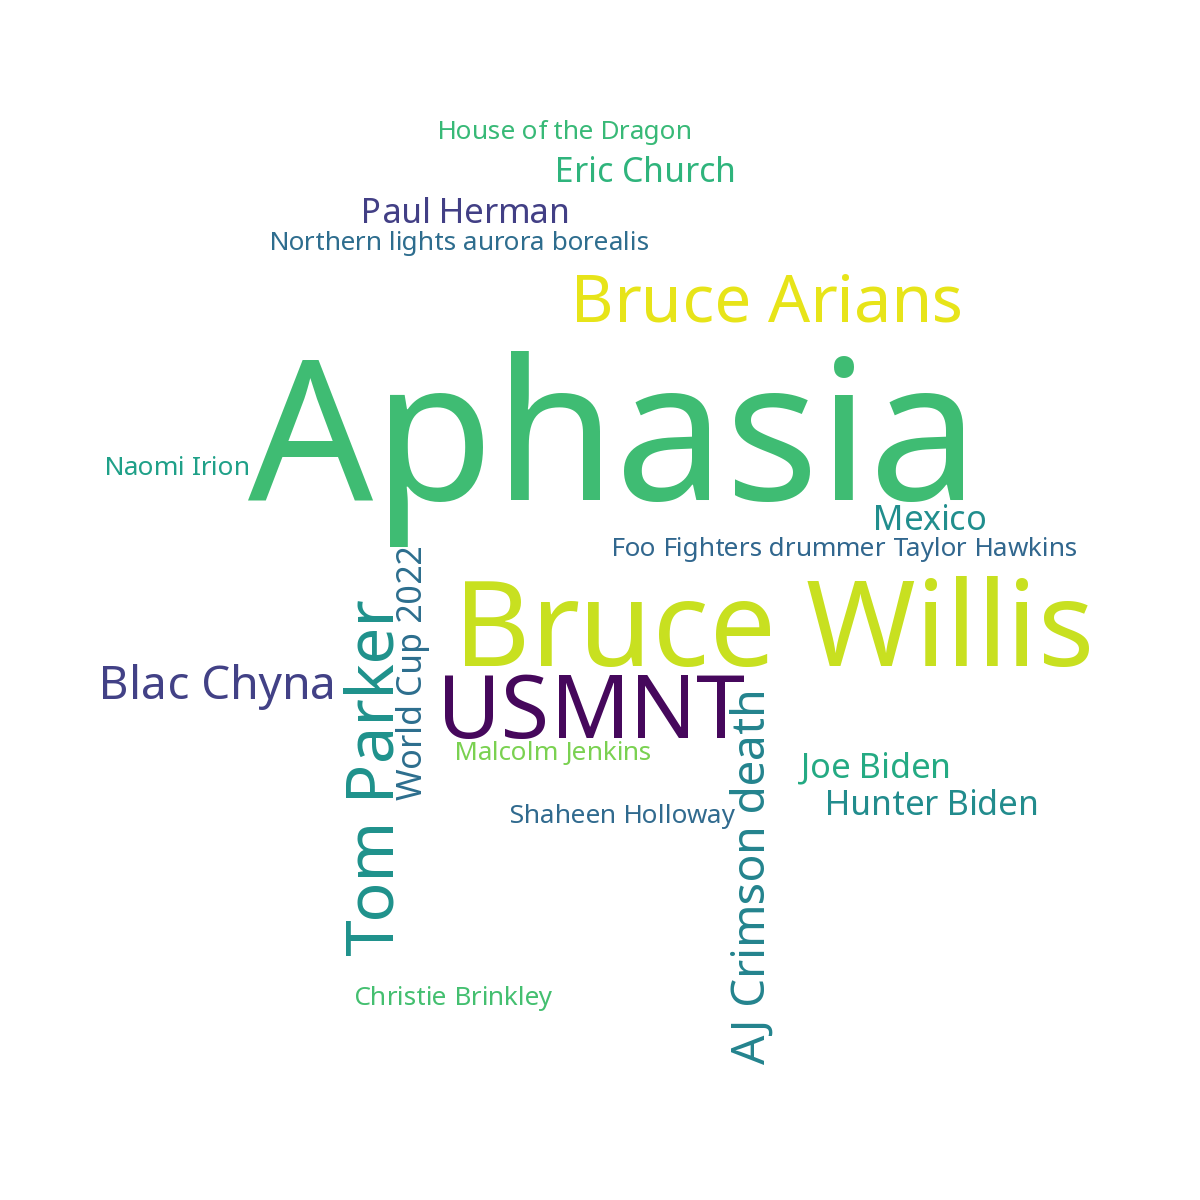 House of the Dragon
Eric Church
Paul Herman
Northern lights aurora borealis
Bruce Arians
Aphasia
Naomi Irion
Mexico
Foo Fighters drummer Taylor Hawkins
World Cup 2022
Bruce Willis
Tom Parker
Blac Chyna
USMNT
AJ Crimson death
Malcolm Jenkins
Joe Biden
Hunter Biden
Shaheen Holloway
Christie Brinkley